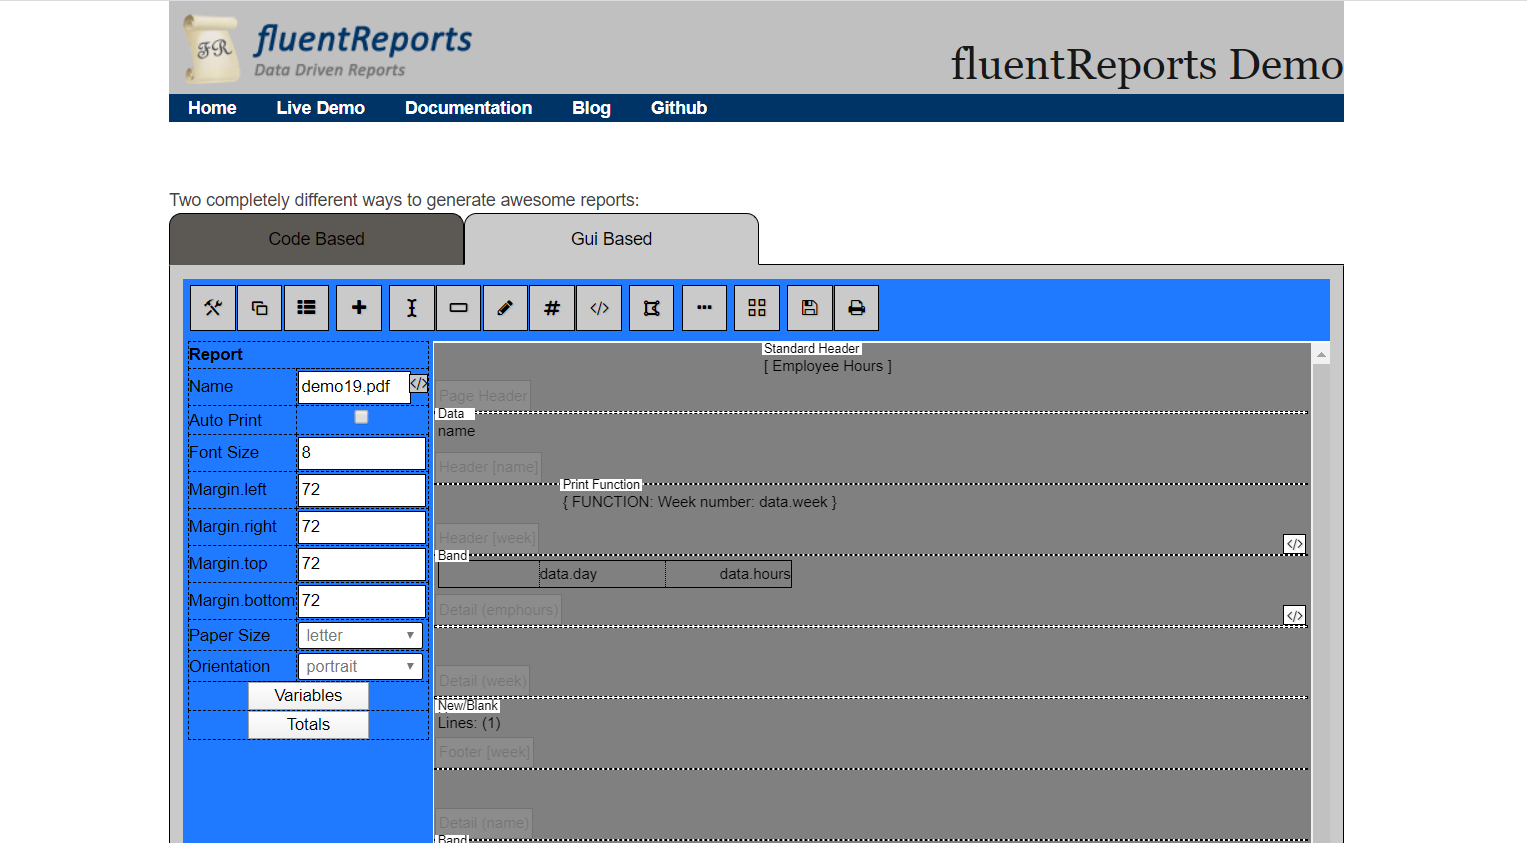 FR
fluentReports
Data Driven Reports
fluentReports Demo
Home Live Demo Documentation Blog Github
Two completely different ways to generate awesome reports:
Code Based Gui Based
Report
Name demo19.pdf </>
Auto Print
Font Size 8
Margin.left 72
Margin.right 72
Margin.top 72
Margin.bottom 72
Paper Size letter
Orientation portrait
Variables
Totals
Standard Header
[ Employee Hours ]
Page Header
Data
name
Header [name]
Print Function
{ FUNCTION: Week number: data.week }
Header [week]
</>
Band
data.day data.hours
Detail (emphours)
</>
Detail (week)
New/Blank
Lines: (1)
Footer [week]
Detail (name)
Band